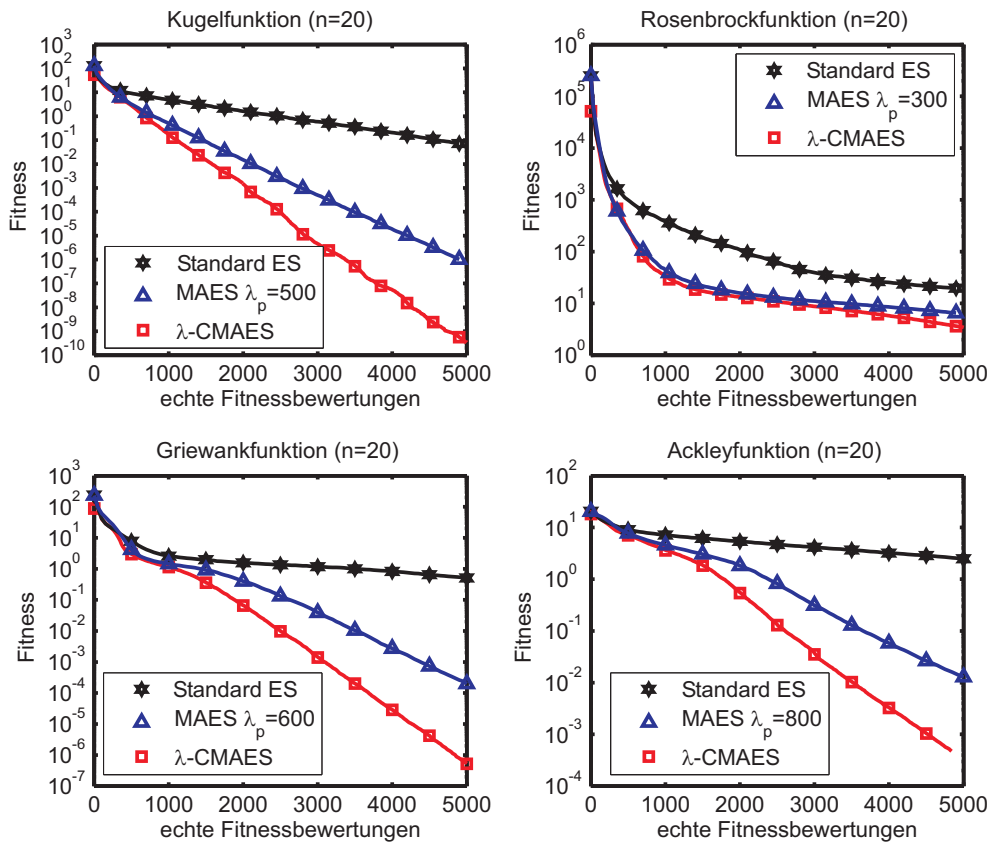 Kugelfunktion (n=20)
10^3
10^2
10^1
10^0
10^-1
10^-2
10^-3
10^-4
10^-5
10^-6
10^-7
10^-8
10^-9
10^-10
Fitness
Standard ES
MAES λ_p=500
λ-CMAES
0 1000 2000 3000 4000 5000
echte Fitnessbewertungen
Rosenbrockfunktion (n=20)
10^6
10^5
10^4
10^3
10^2
10^1
10^0
Fitness
Standard ES
MAES λ_p=300
λ-CMAES
0 1000 2000 3000 4000 5000
echte Fitnessbewertungen
Griewankfunktion (n=20)
10^3
10^2
10^1
10^0
10^-1
10^-2
10^-3
10^-4
10^-5
10^-6
10^-7
Fitness
Standard ES
MAES λ_p=600
λ-CMAES
0 1000 2000 3000 4000 5000
echte Fitnessbewertungen
Ackleyfunktion (n=20)
10^2
10^1
10^0
10^-1
10^-2
10^-3
10^-4
Fitness
Standard ES
MAES λ_p=800
λ-CMAES
0 1000 2000 3000 4000 5000
echte Fitnessbewertungen